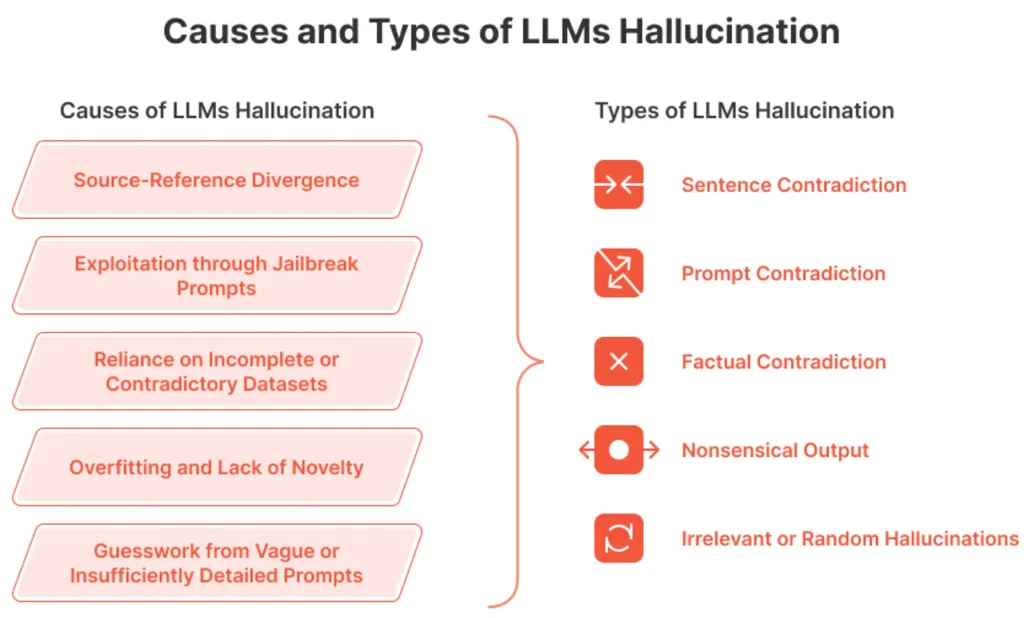 Causes and Types of LLMs Hallucination
Causes of LLMs Hallucination
Source-Reference Divergence
Exploitation through Jailbreak
Prompts
Reliance on Incomplete or
Contradictory Datasets
Overfitting and Lack of Novelty
Guesswork from Vague or
Insufficiently Detailed Prompts
Types of LLMs Hallucination
Sentence Contradiction
Prompt Contradiction
Factual Contradiction
Nonsensical Output
Irrelevant or Random Hallucinations